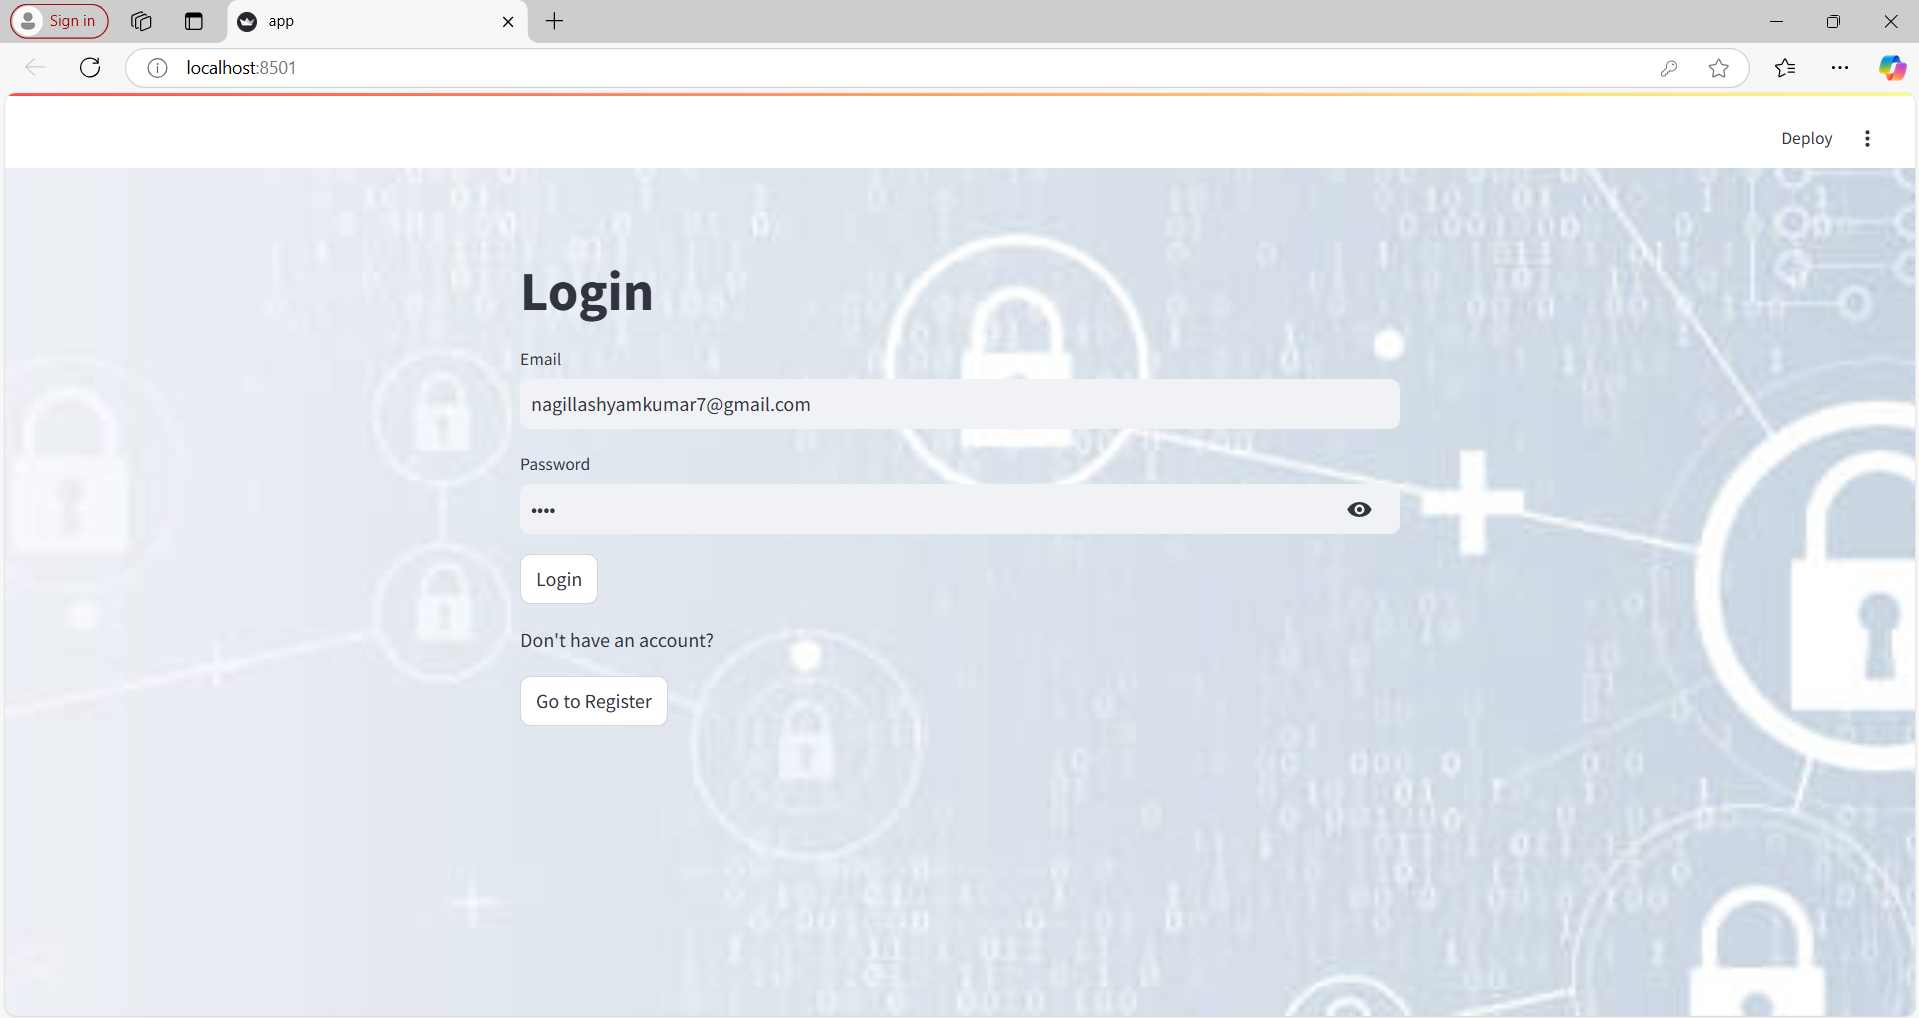 Sign in
app
localhost:8501
Deploy
Login
Email
nagillashyamkumar7@gmail.com
Password
••••
Login
Don't have an account?
Go to Register